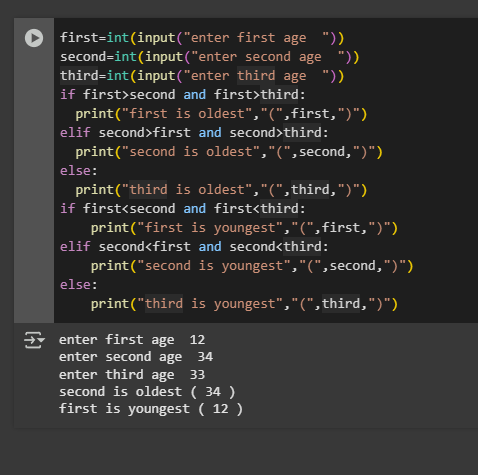 first=int(input("enter first age  "))
second=int(input("enter second age  "))
third=int(input("enter third age  "))
if first>second and first>third:
  print("first is oldest","(",first,")")
elif second>first and second>third:
  print("second is oldest","(",second,")")
else:
  print("third is oldest","(",third,")")
if first<second and first<third:
    print("first is youngest","(",first,")")
elif second<first and second<third:
    print("second is youngest","(",second,")")
else:
    print("third is youngest","(",third,")")
enter first age  12
enter second age  34
enter third age  33
second is oldest ( 34 )
first is youngest ( 12 )